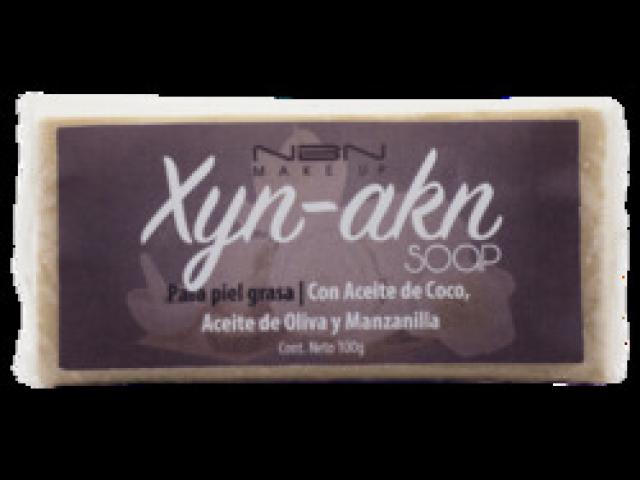 NBN
MAKE UP
Xyn-akn
SOOP
Para piel grasa | Con Aceite de Coco,
Aceite de Oliva y Manzanilla
Cont. Neto 100g